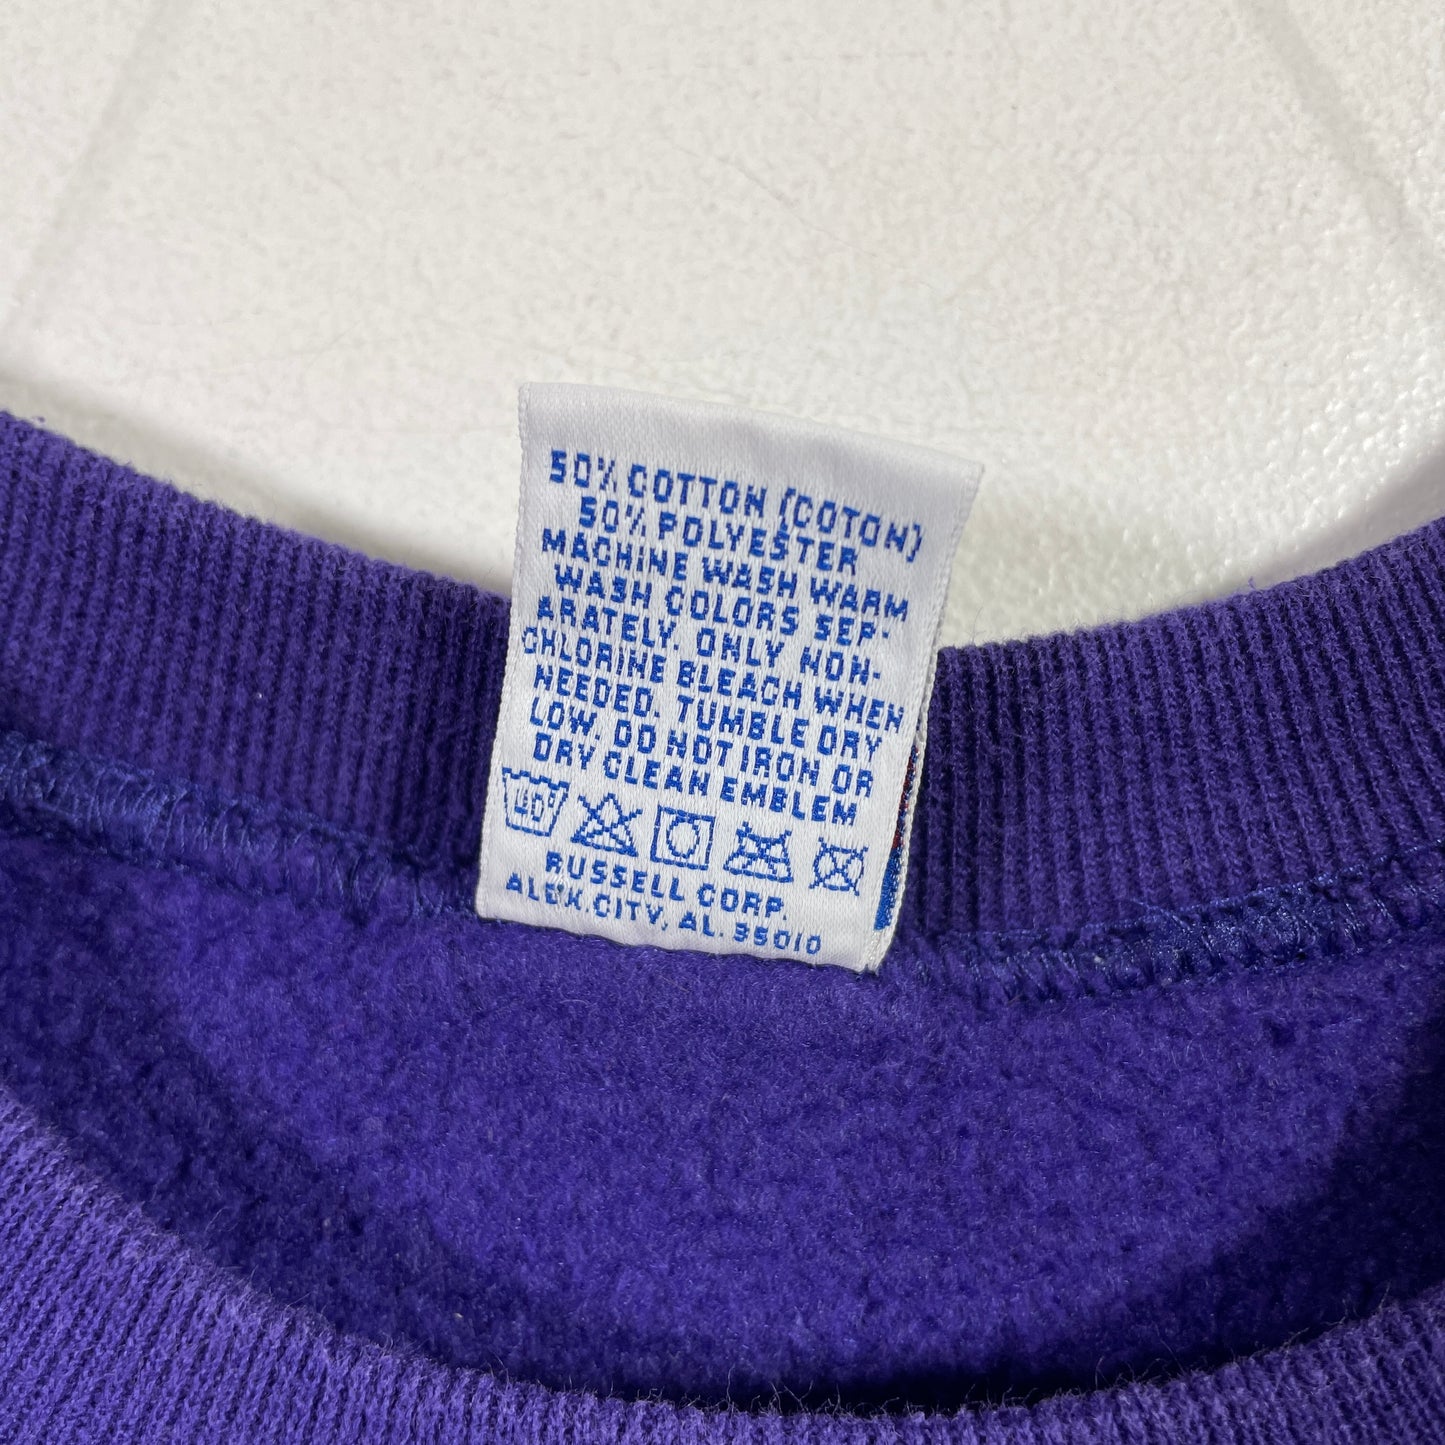 50% COTTON (COTON)
50% POLYESTER
MACHINE WASH WARM
WASH COLORS SEP-
ARATELY. ONLY NON-
CHLORINE BLEACH WHEN
NEEDED. TUMBLE DRY
LOW. DO NOT IRON OR
DRY CLEAN EMBLEM
40°
RUSSELL CORP.
ALEX.CITY, AL. 35010